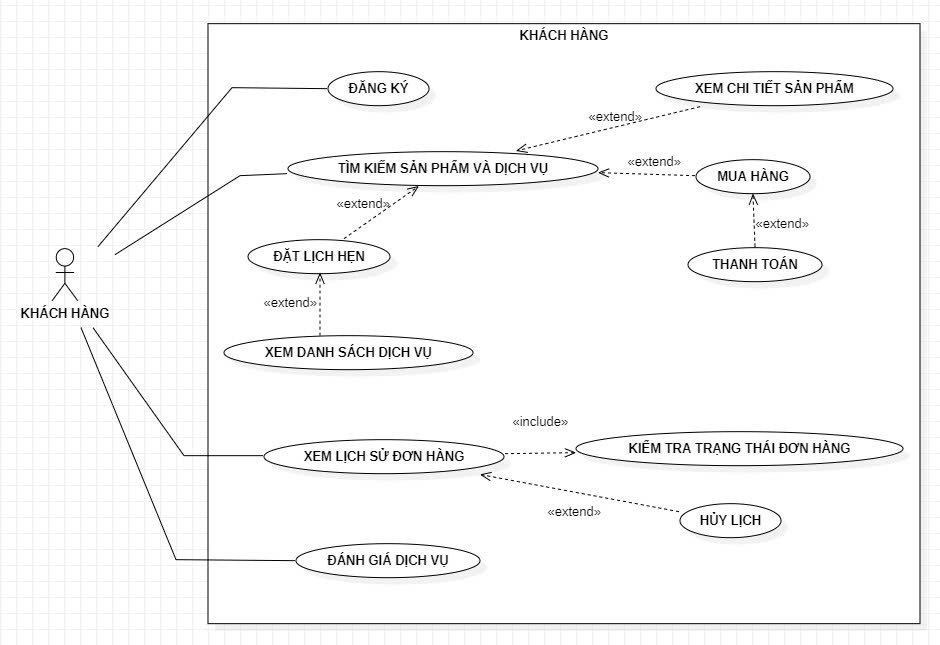 KHÁCH HÀNG
ĐĂNG KÝ
XEM CHI TIẾT SẢN PHẨM
«extend»
TÌM KIẾM SẢN PHẨM VÀ DỊCH VỤ
«extend»
MUA HÀNG
«extend»
«extend»
ĐẶT LỊCH HẸN
THANH TOÁN
«extend»
KHÁCH HÀNG
XEM DANH SÁCH DỊCH VỤ
«include»
XEM LỊCH SỬ ĐƠN HÀNG
KIỂM TRA TRẠNG THÁI ĐƠN HÀNG
«extend»
HỦY LỊCH
ĐÁNH GIÁ DỊCH VỤ